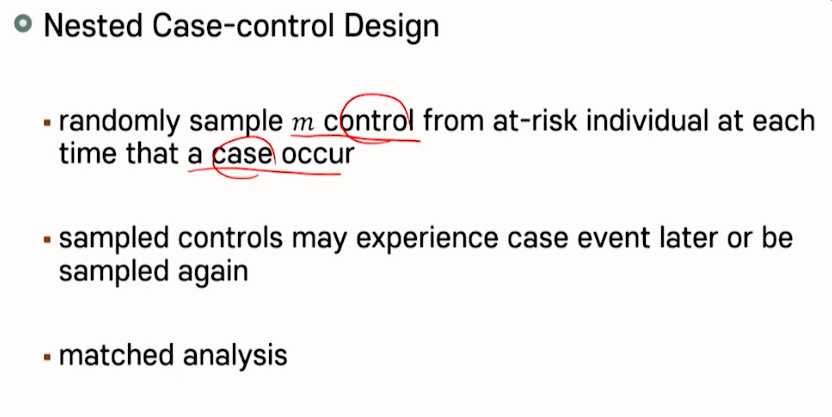 Nested Case-control Design
randomly sample m control from at-risk individual at each
time that a case occur
sampled controls may experience case event later or be
sampled again
matched analysis